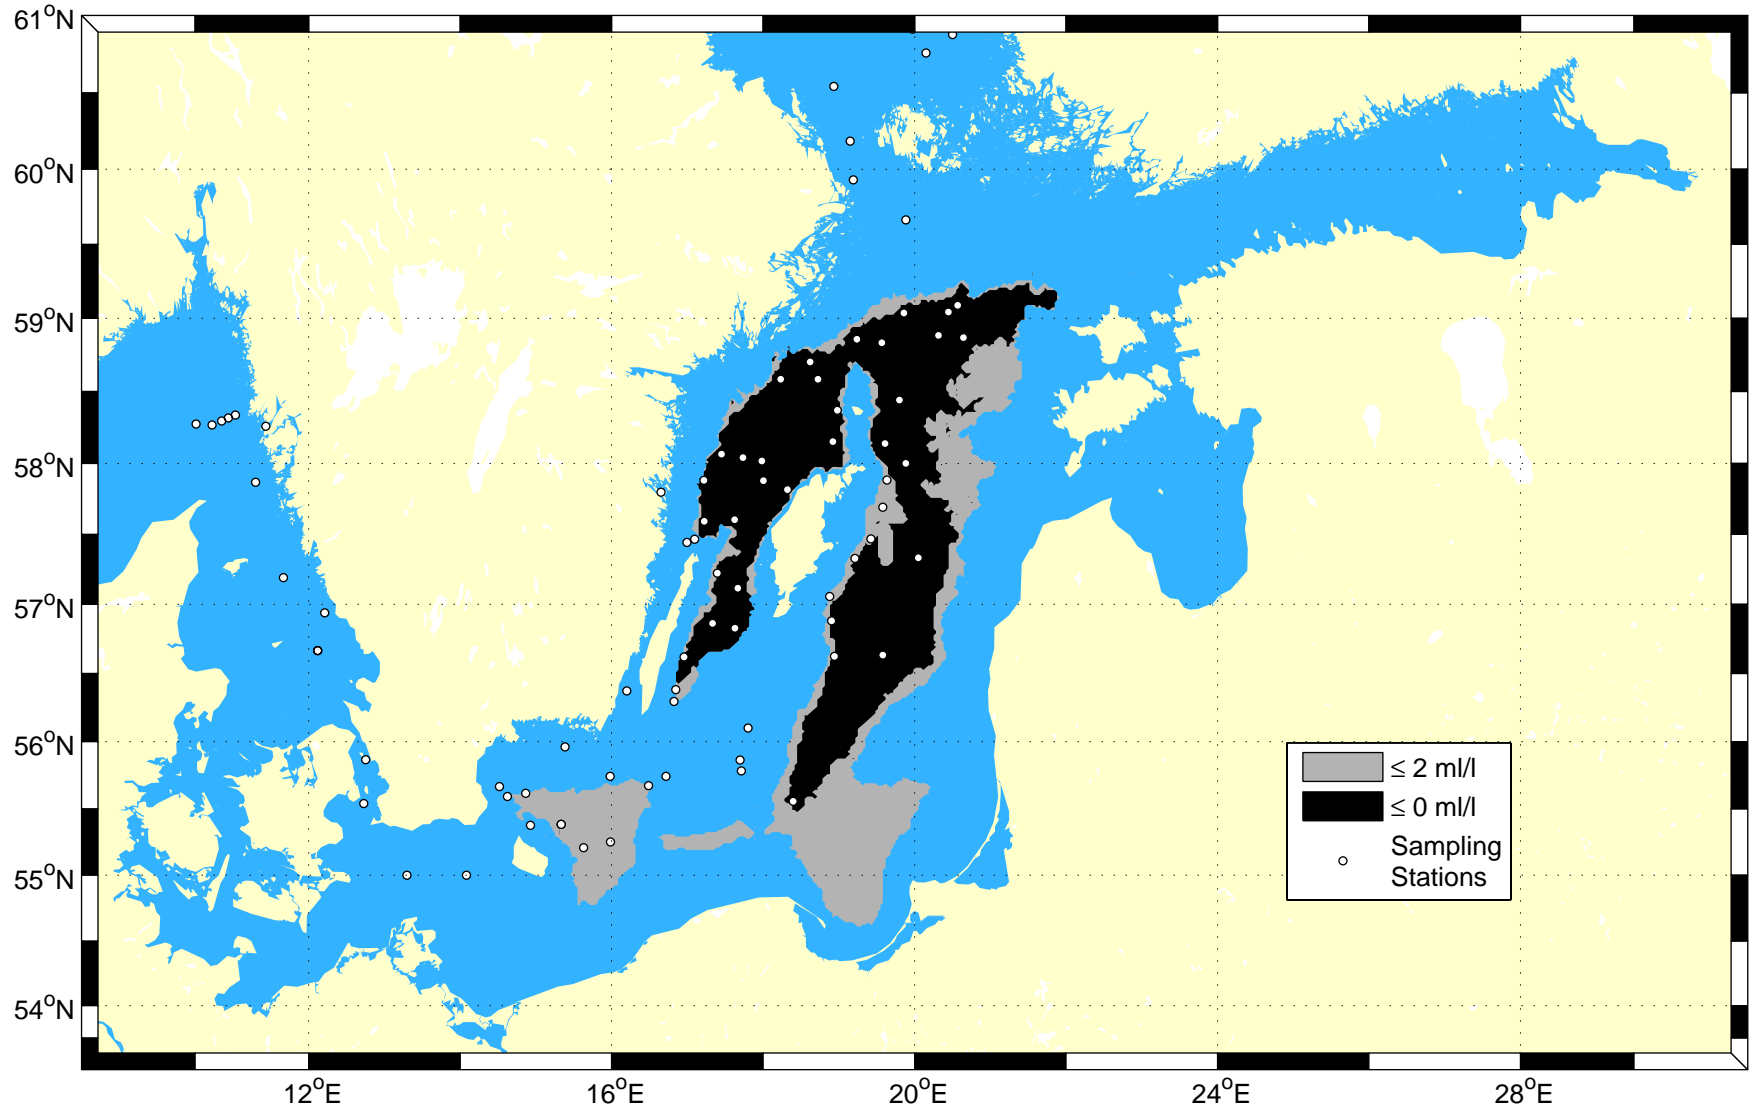 61°N
60°N
59°N
58°N
57°N
56°N
55°N
54°N
≤ 2 ml/l
≤ 0 ml/l
Sampling
Stations
12°E
16°E
20°E
24°E
28°E